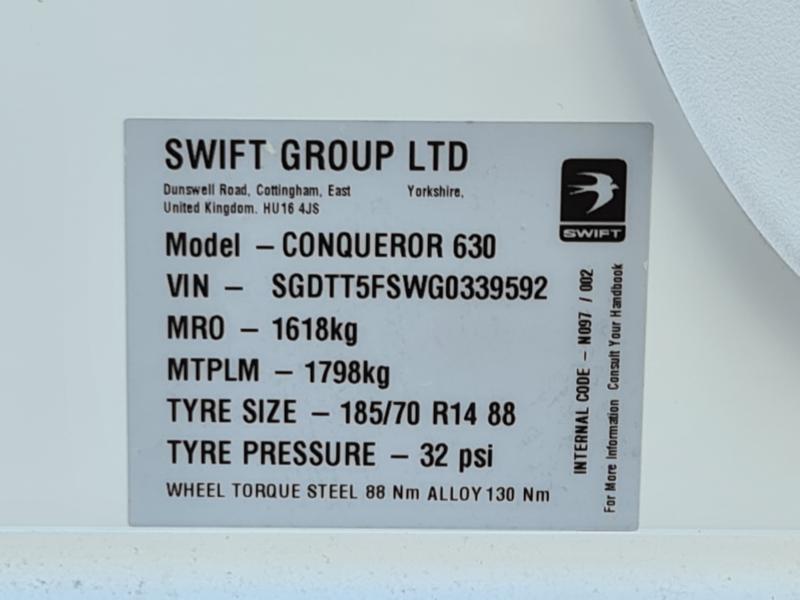 SWIFT GROUP LTD
Dunswell Road, Cottingham, East Yorkshire,
United Kingdom. HU16 4JS
SWIFT
Model – CONQUEROR 630
VIN – SGDTT5FSWG0339592
MRO – 1618kg
MTPLM – 1798kg
TYRE SIZE – 185/70 R14 88
TYRE PRESSURE – 32 psi
WHEEL TORQUE STEEL 88 Nm ALLOY 130 Nm
INTERNAL CODE – N097 / 002
For More Information Consult Your Handbook